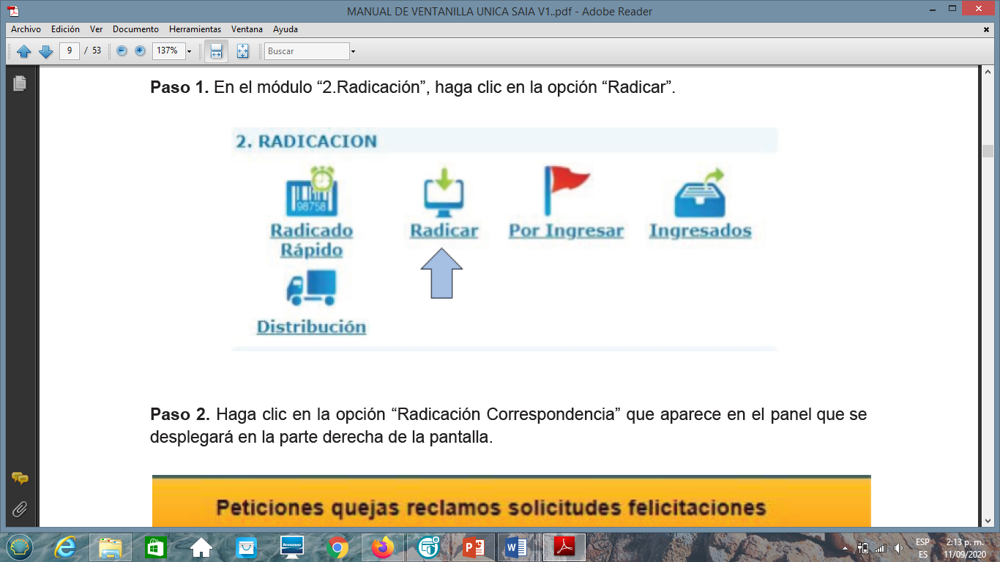 MANUAL DE VENTANILLA UNICA SAIA V1..pdf - Adobe Reader
Archivo Edición Ver Documento Herramientas Ventana Ayuda
9 / 53 137% Buscar
Paso 1. En el módulo “2.Radicación”, haga clic en la opción “Radicar”.
2. RADICACION
98758
Radicado Rápido
Radicar
Por Ingresar
Ingresados
Distribución
Paso 2. Haga clic en la opción “Radicación Correspondencia” que aparece en el panel que se
desplegará en la parte derecha de la pantalla.
Peticiones quejas reclamos solicitudes felicitaciones
lenovo
ESP 2:13 p. m.
ES 11/09/2020